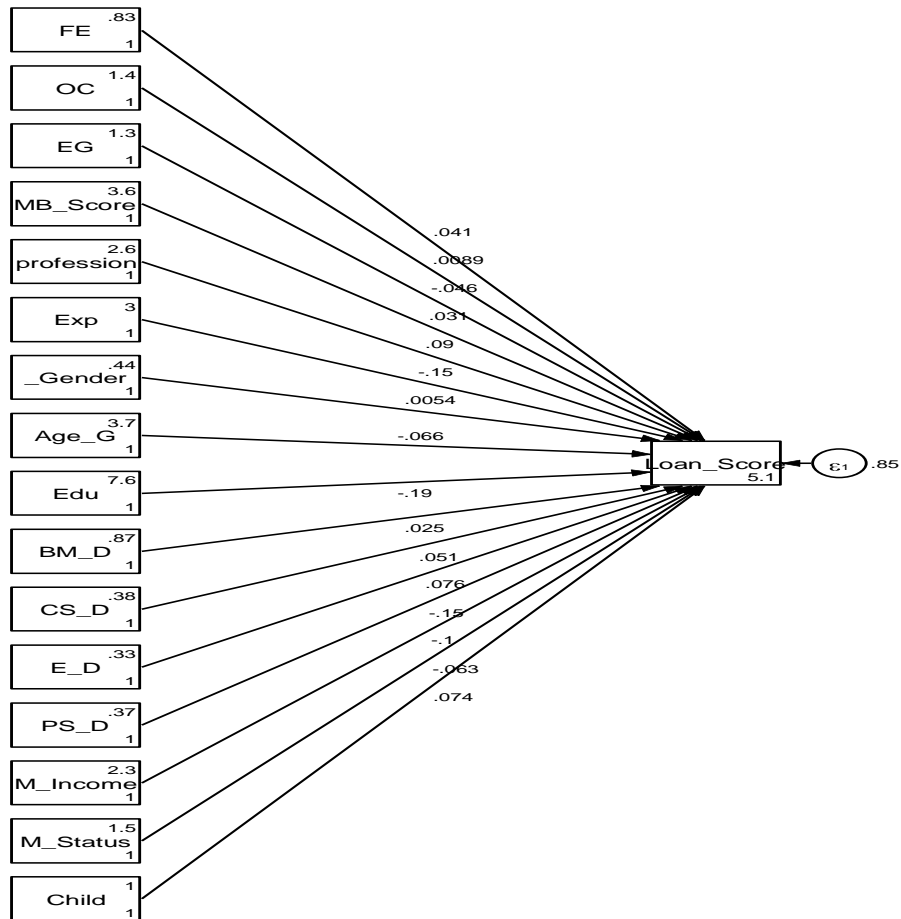 .83
FE
1
1.4
OC
1
1.3
EG
1
3.6
MB_Score
1
2.6
profession
1
3
Exp
1
.44
_Gender
1
3.7
Age_G
1
7.6
Edu
1
.87
BM_D
1
.38
CS_D
1
.33
E_D
1
.37
PS_D
1
2.3
M_Income
1
1.5
M_Status
1
1
Child
1
.041
.0089
-.046
.031
.09
-.15
.0054
-.066
-.19
.025
.051
.076
-.15
-.1
-.063
.074
Loan_Score
5.1
ε1
.85